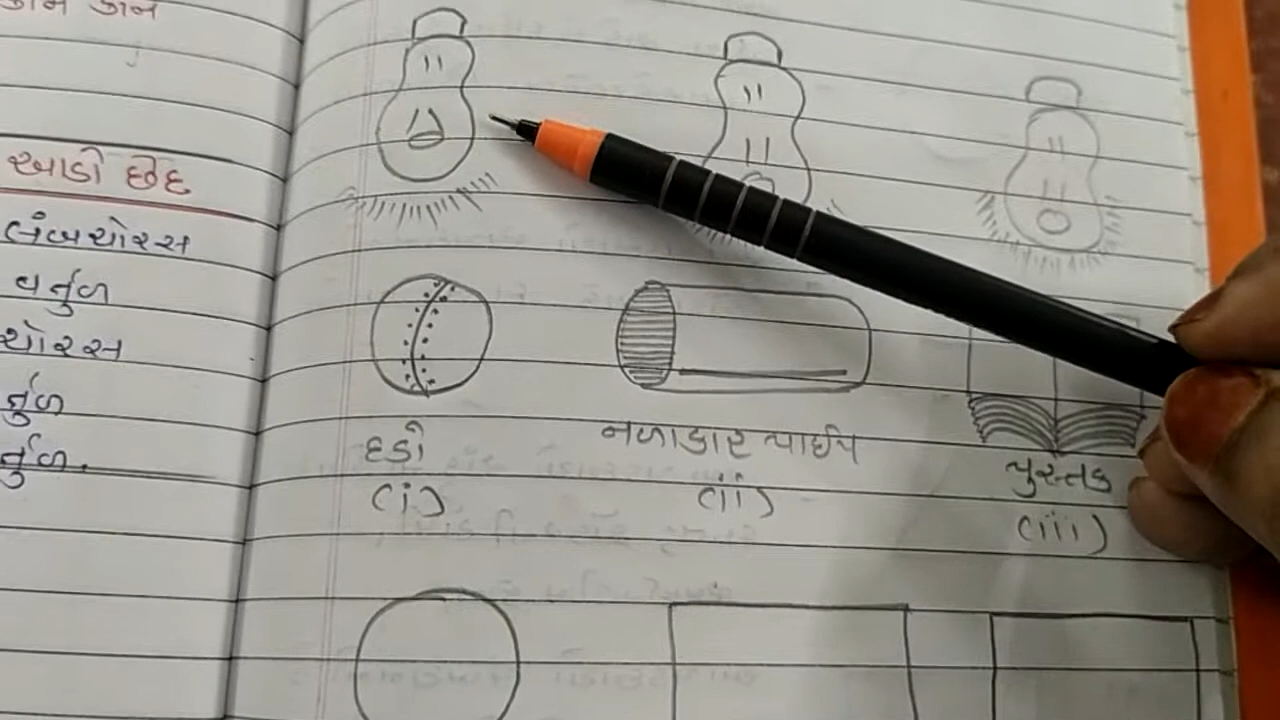 આડો છેદ
લંબચોરસ
વર્તુળ
ચોરસ
ર્તુળ
ર્તુળ.
દડો
નળાકાર પાઈપ
પુસ્તક
(i)
(ii)
(iii)